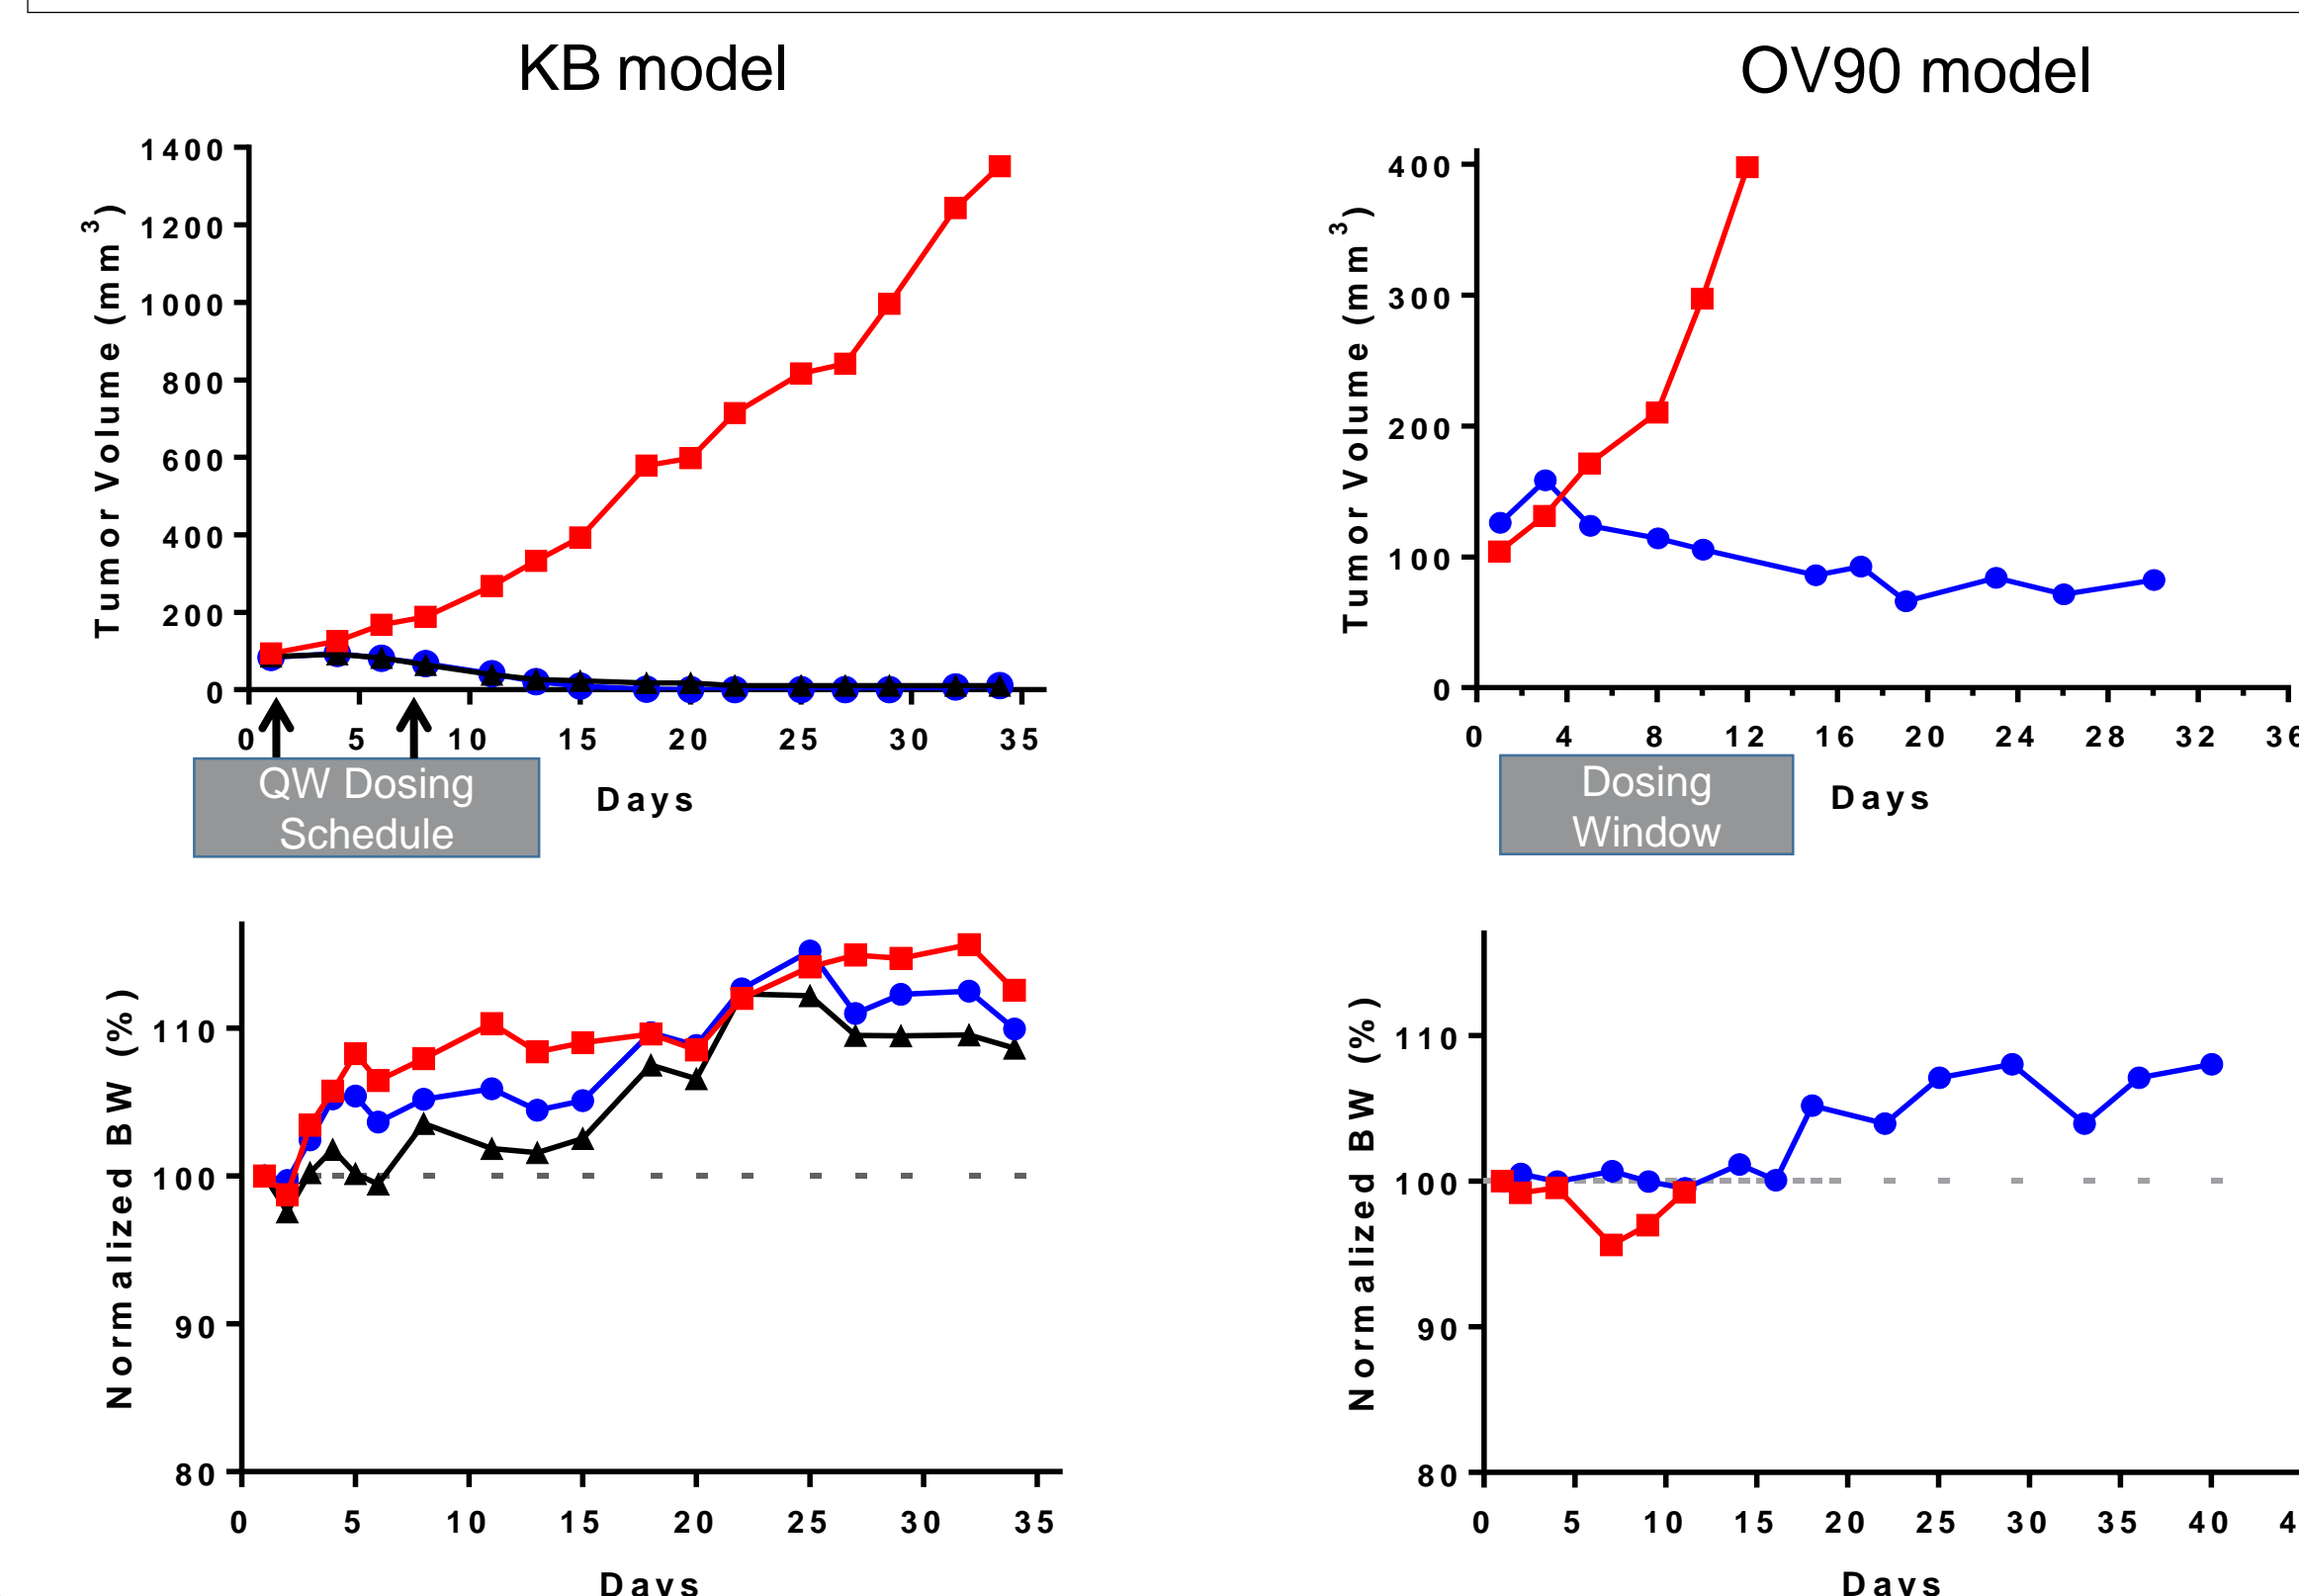 KB model
OV90 model
Tumor Volume (mm³)
1400
1200
1000
800
600
400
200
0
0 5 10 15 20 25 30 35
QW Dosing
Schedule
Days
Tumor Volume (mm³)
400
300
200
100
0
0 4 8 12 16 20 24 28 32
Dosing
Window
Days
Normalized BW (%)
110
100
90
80
0 5 10 15 20 25 30 35
Days
Normalized BW (%)
110
100
90
80
0 5 10 15 20 25 30 35 40
Days